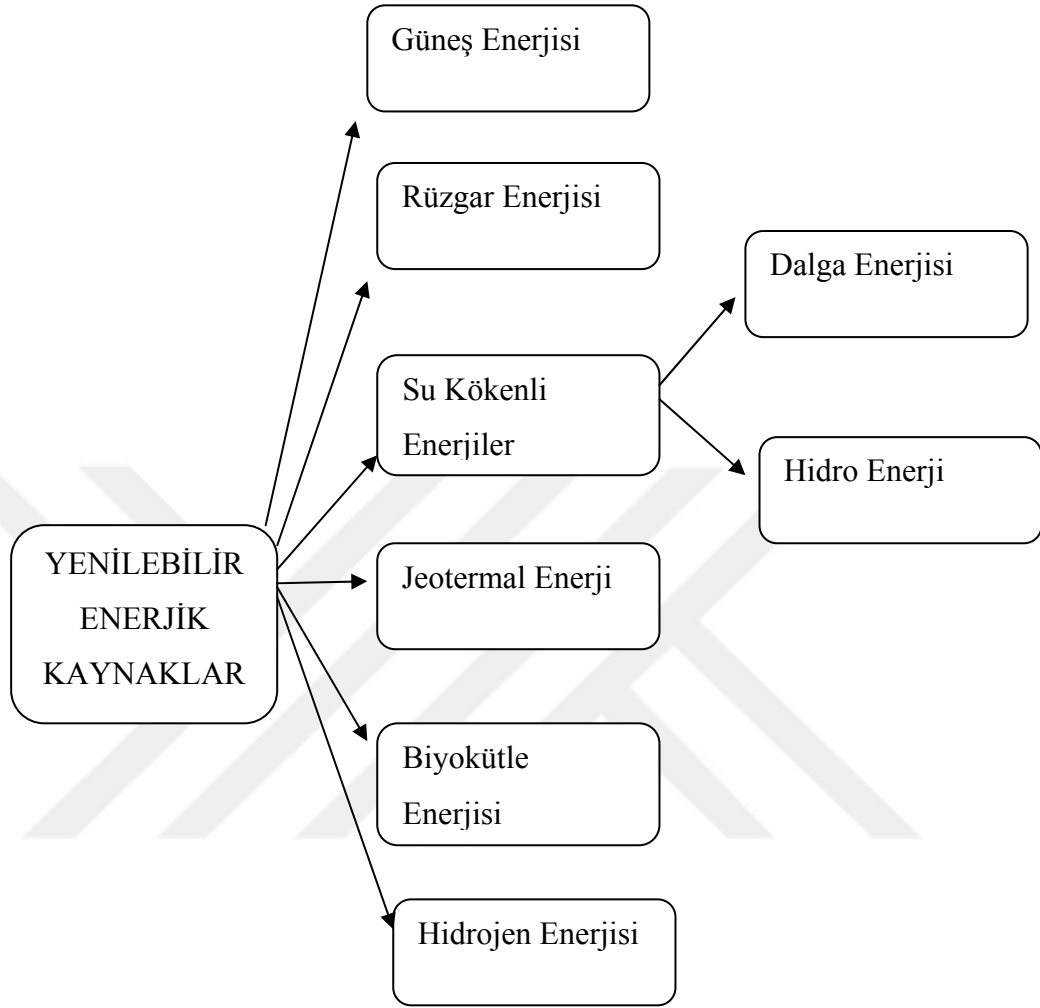 Güneş Enerjisi
Rüzgar Enerjisi
Dalga Enerjisi
Su Kökenli
Enerjiler
Hidro Enerji
YENİLEBİLİR
ENERJİK
KAYNAKLAR
Jeotermal Enerji
Biyokütle
Enerjisi
Hidrojen Enerjisi